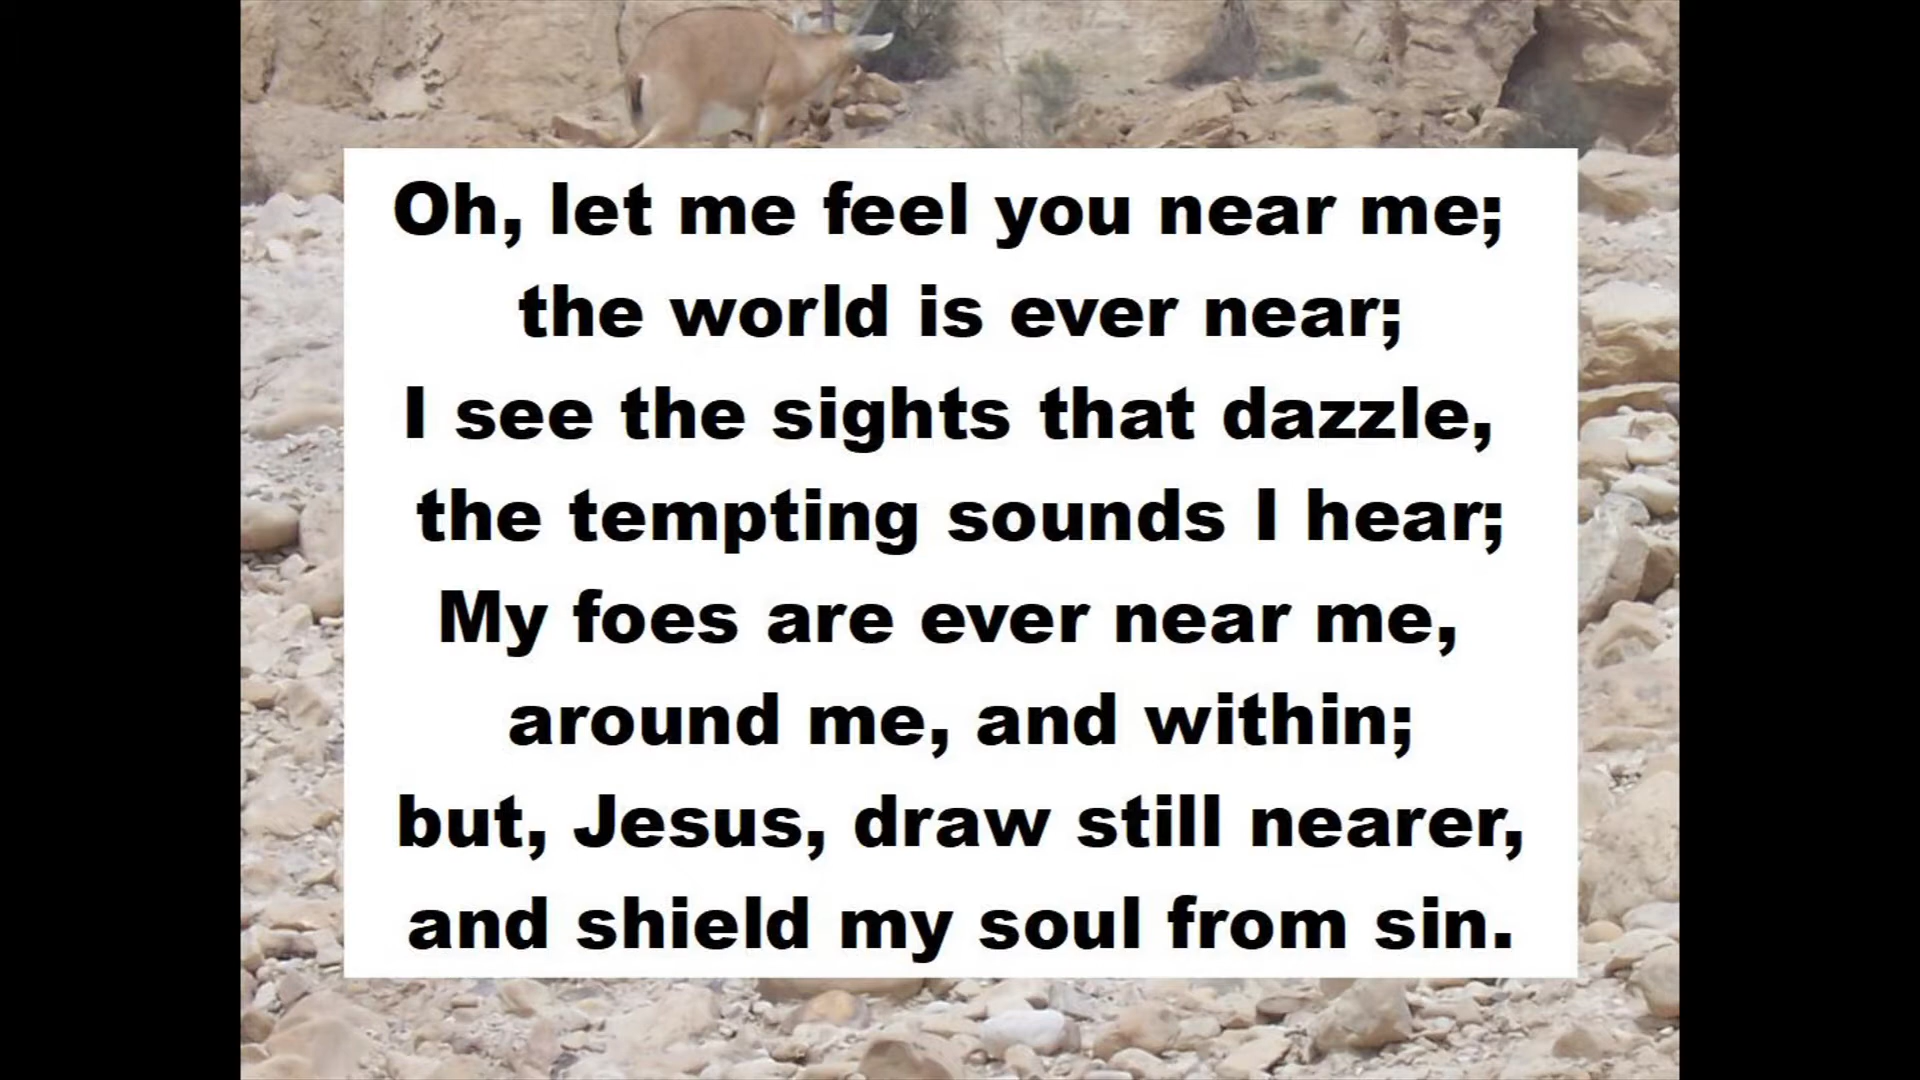 Oh, let me feel you near me;
the world is ever near;
I see the sights that dazzle,
the tempting sounds I hear;
My foes are ever near me,
around me, and within;
but, Jesus, draw still nearer,
and shield my soul from sin.